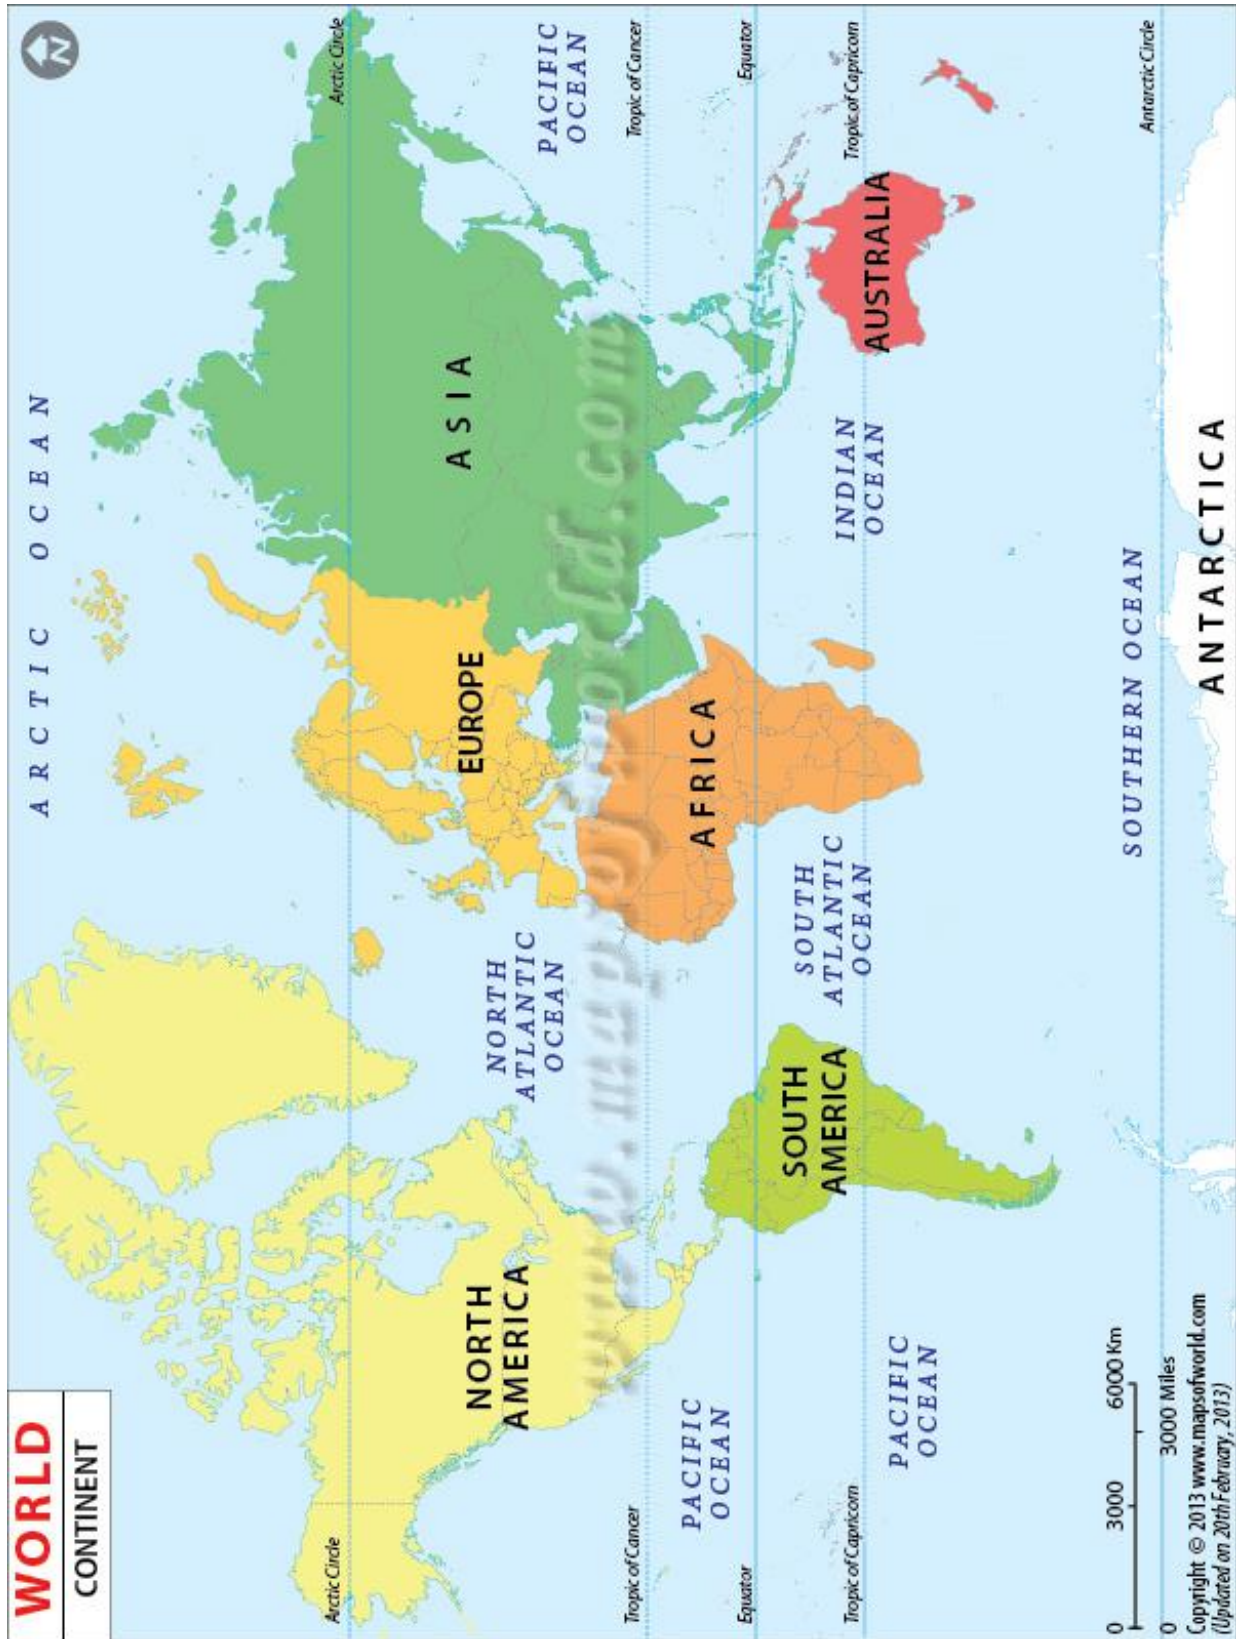 WORLD
CONTINENT
N
ARCTIC OCEAN
Arctic Circle
Arctic Circle
NORTH
AMERICA
EUROPE
ASIA
NORTH
ATLANTIC
OCEAN
PACIFIC
OCEAN
www.mapsofworld.com
Tropic of Cancer
Tropic of Cancer
PACIFIC
OCEAN
AFRICA
Equator
Equator
SOUTH
AMERICA
SOUTH
ATLANTIC
OCEAN
INDIAN
OCEAN
AUSTRALIA
Tropic of Capricorn
Tropic of Capricorn
PACIFIC
OCEAN
SOUTHERN OCEAN
Antarctic Circle
ANTARCTICA
0 3000 6000 Km
0 3000 Miles
Copyright © 2013 www.mapsofworld.com
(Updated on 20th February, 2013)